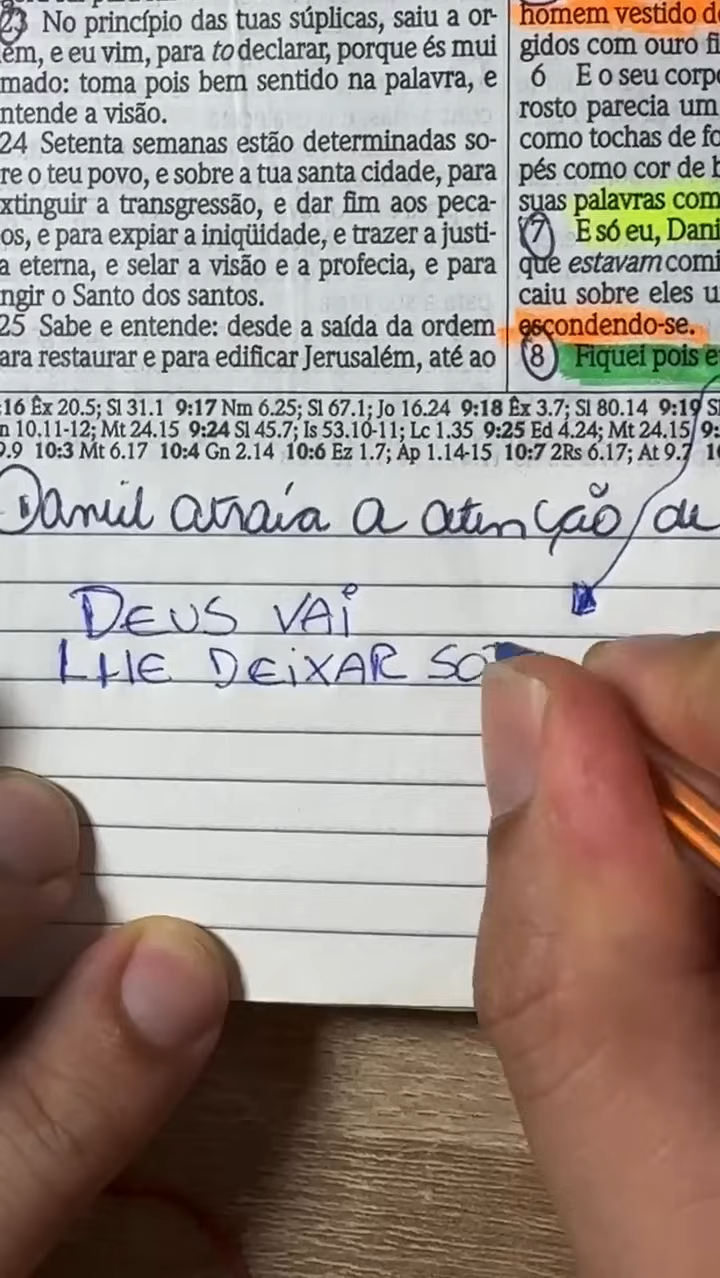 23 No princípio das tuas súplicas, saiu a or-
em, e eu vim, para to declarar, porque és mui
mado: toma pois bem sentido na palavra, e
ntende a visão.
24 Setenta semanas estão determinadas so-
re o teu povo, e sobre a tua santa cidade, para
xtinguir a transgressão, e dar fim aos peca-
os, e para expiar a iniqüidade, e trazer a justi-
a eterna, e selar a visão e a profecia, e para
ngir o Santo dos santos.
25 Sabe e entende: desde a saída da ordem
ara restaurar e para edificar Jerusalém, até ao
homem vestido d
gidos com ouro fi
6 E o seu corp
rosto parecia um
como tochas de fo
pés como cor de b
suas palavras com
7 E só eu, Dani
que estavam comi
caiu sobre eles u
escondendo-se.
8 Fiquei pois e
:16 Êx 20.5; Sl 31.1 9:17 Nm 6.25; Sl 67.1; Jo 16.24 9:18 Êx 3.7; Sl 80.14 9:19 S
n 10.11-12; Mt 24.15 9:24 Sl 45.7; Is 53.10-11; Lc 1.35 9:25 Ed 4.24; Mt 24.15 9:
9.9 10:3 Mt 6.17 10:4 Gn 2.14 10:6 Ez 1.7; Ap 1.14-15 10:7 2Rs 6.17; At 9.7 1
Daniel atraía a atenção de
DEUS VAI
LHE DEIXAR SO